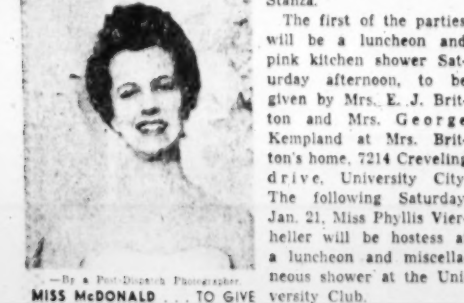 Stanza.
The first of the parties
will be a luncheon and
pink kitchen shower Sat-
urday afternoon, to be
given by Mrs. E. J. Brit-
ton and Mrs. George
Kempland at Mrs. Brit-
ton's home, 7214 Creveling
drive, University City.
The following Saturday,
Jan. 21, Miss Phyllis Vier-
heller will be hostess a
a luncheon and miscella
neous shower at the Uni
versity Club.
—By a Post-Dispatch Photographer.
MISS McDONALD . . . TO GIVE